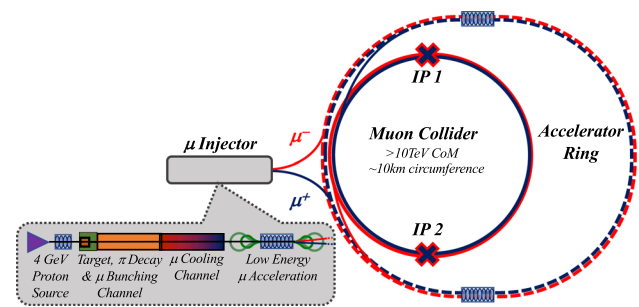 IP 1
μ Injector
μ⁻
Muon Collider
>10TeV CoM
~10km circumference
Accelerator
Ring
μ⁺
IP 2
4 GeV
Proton
Source
Target, π Decay
& μ Bunching
Channel
μ Cooling
Channel
Low Energy
μ Acceleration